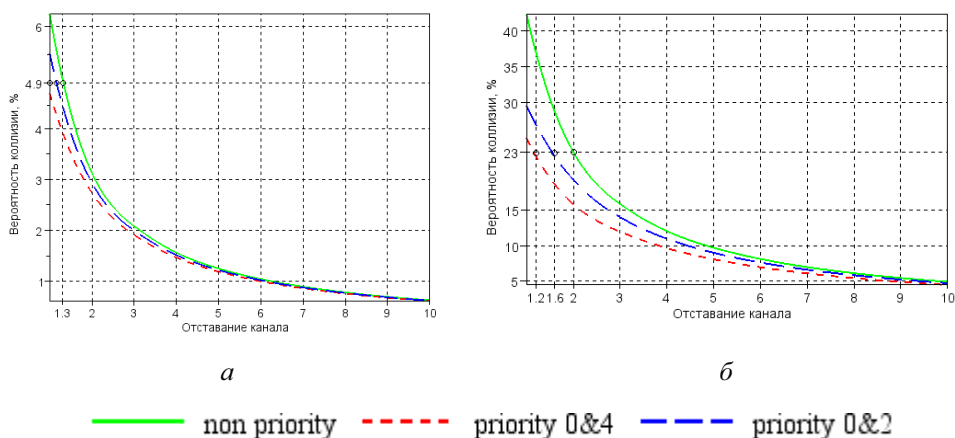 Вероятность коллизии, %
6
4.9
4
3
2
1
1.3 2 3 4 5 6 7 8 9 10
Отставание канала
а
Вероятность коллизии, %
40
35
30
23
15
10
5
1.21 1.6 2 3 4 5 6 7 8 9 10
Отставание канала
б
non priority priority 0&4 priority 0&2